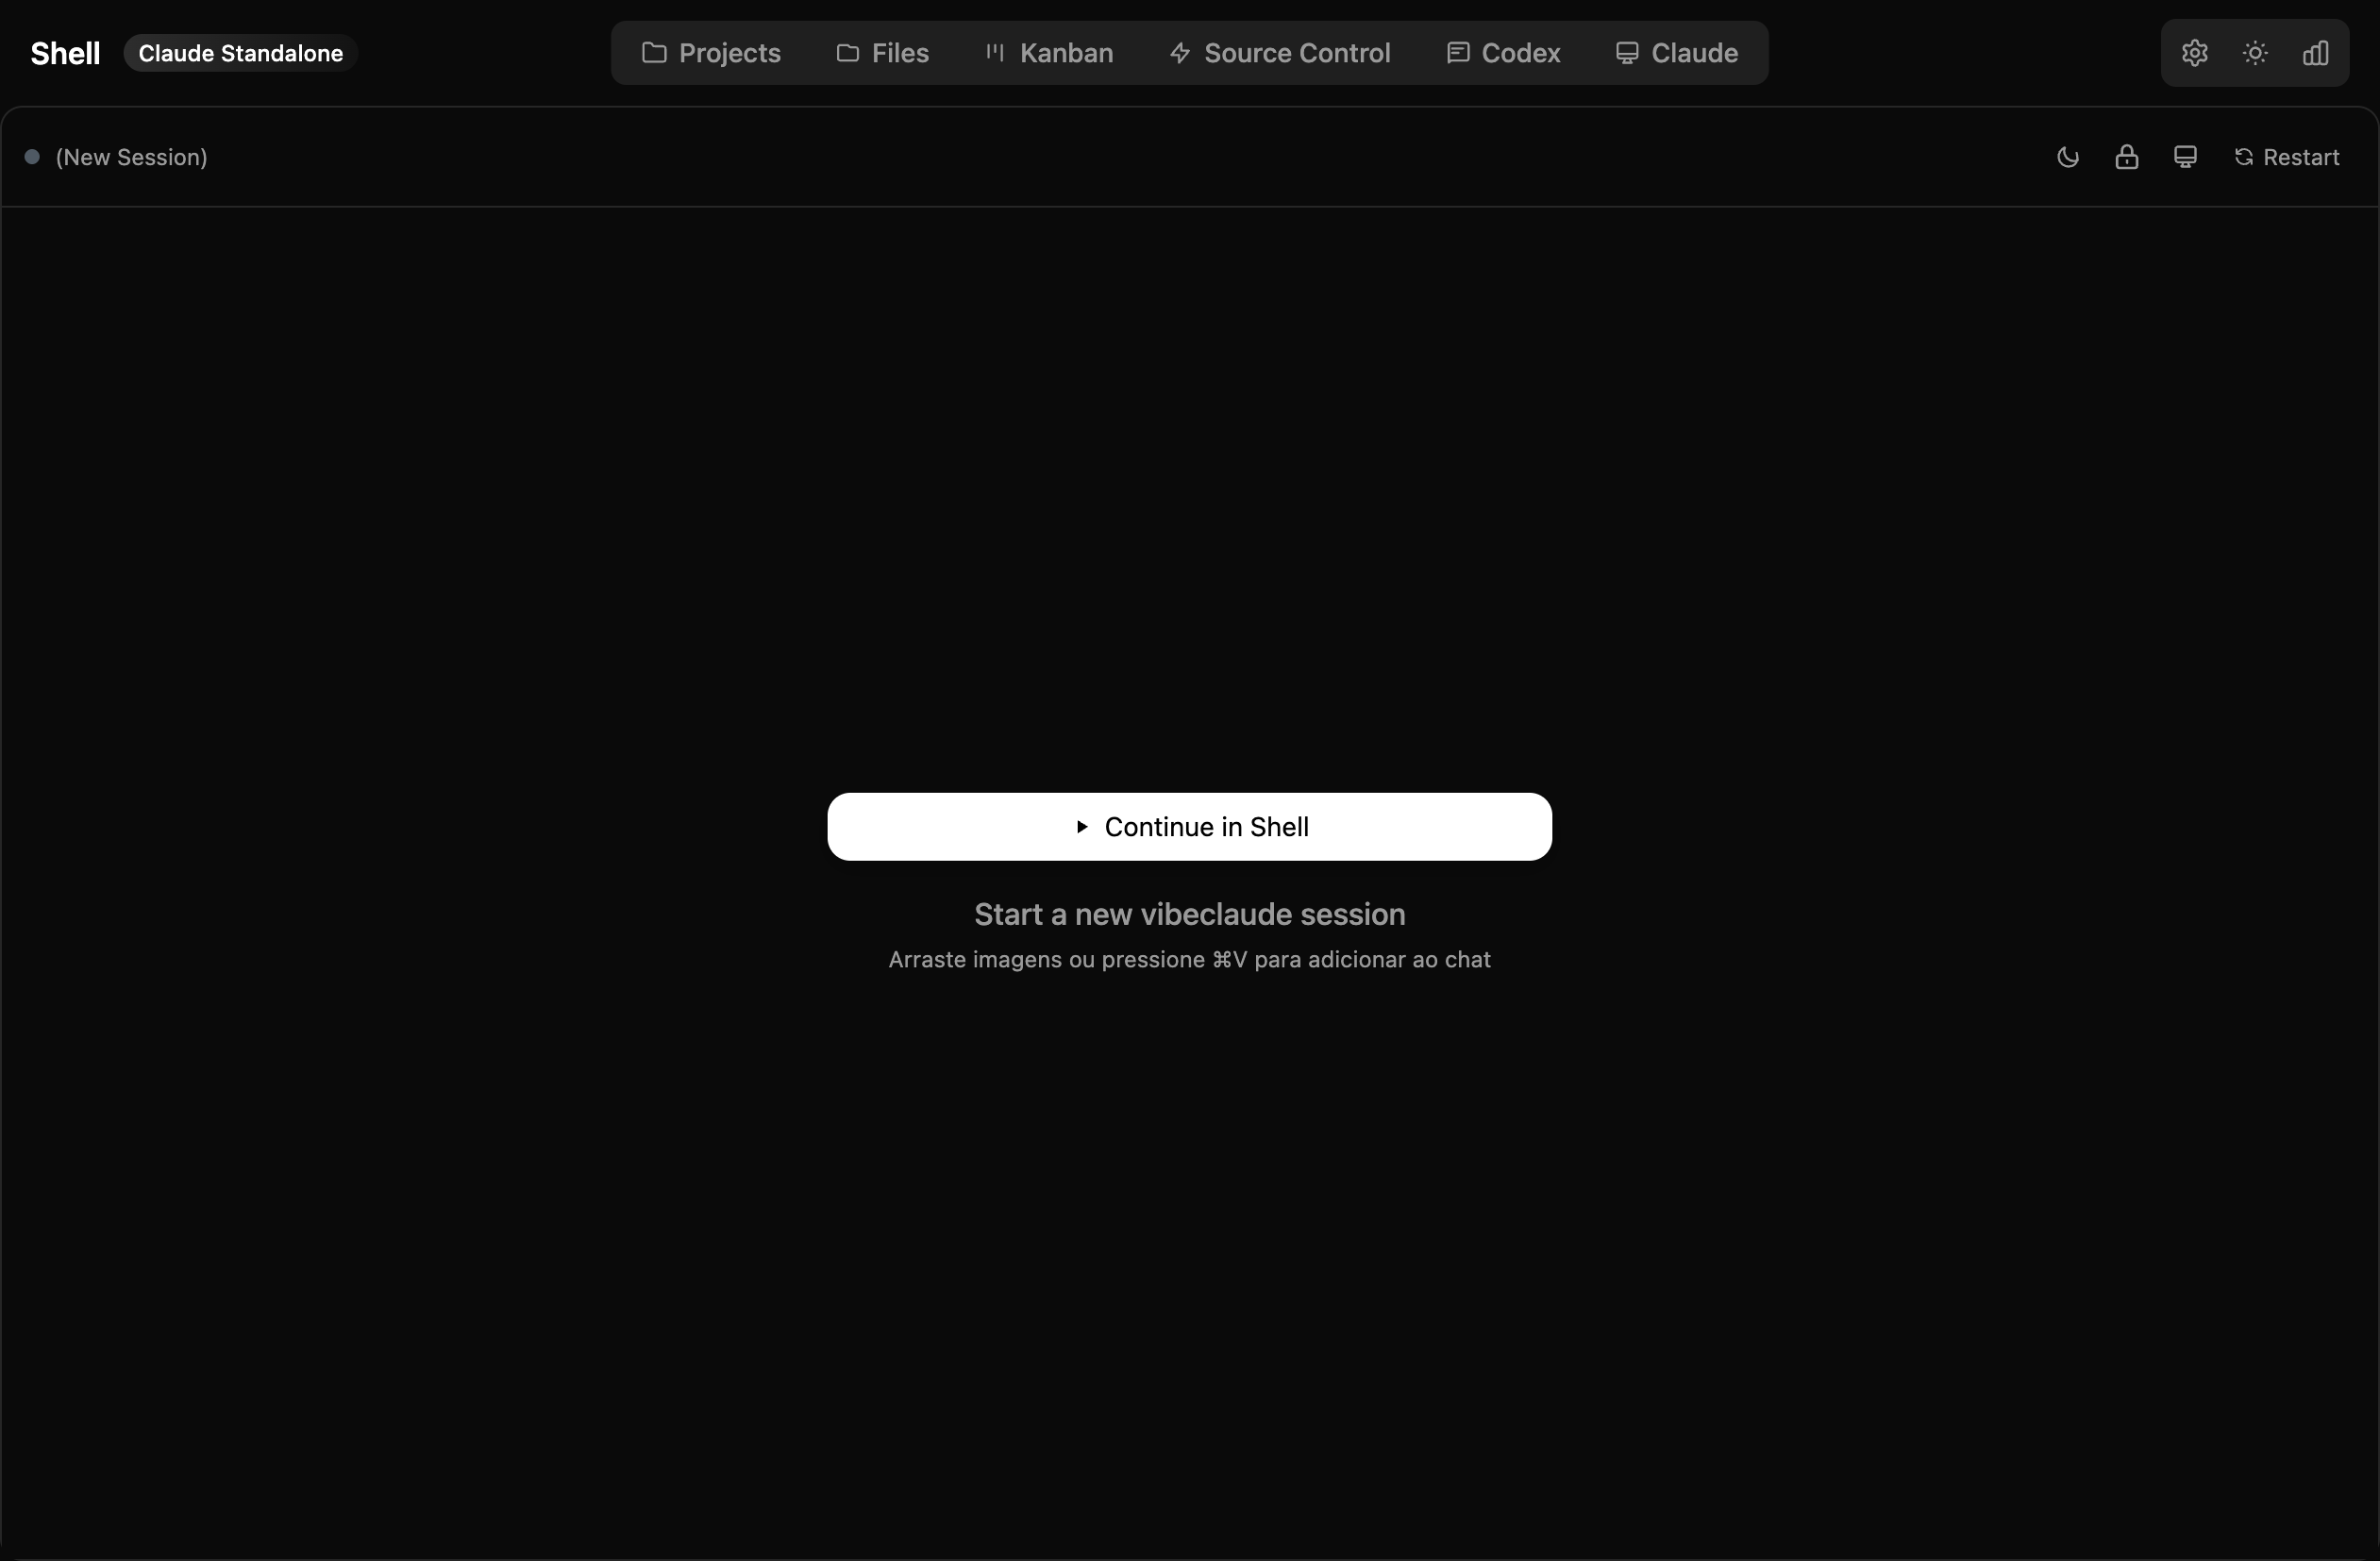 Shell Claude Standalone Projects Files Kanban Source Control Codex Claude
(New Session) Restart
Continue in Shell
Start a new vibeclaude session
Arraste imagens ou pressione ⌘V para adicionar ao chat